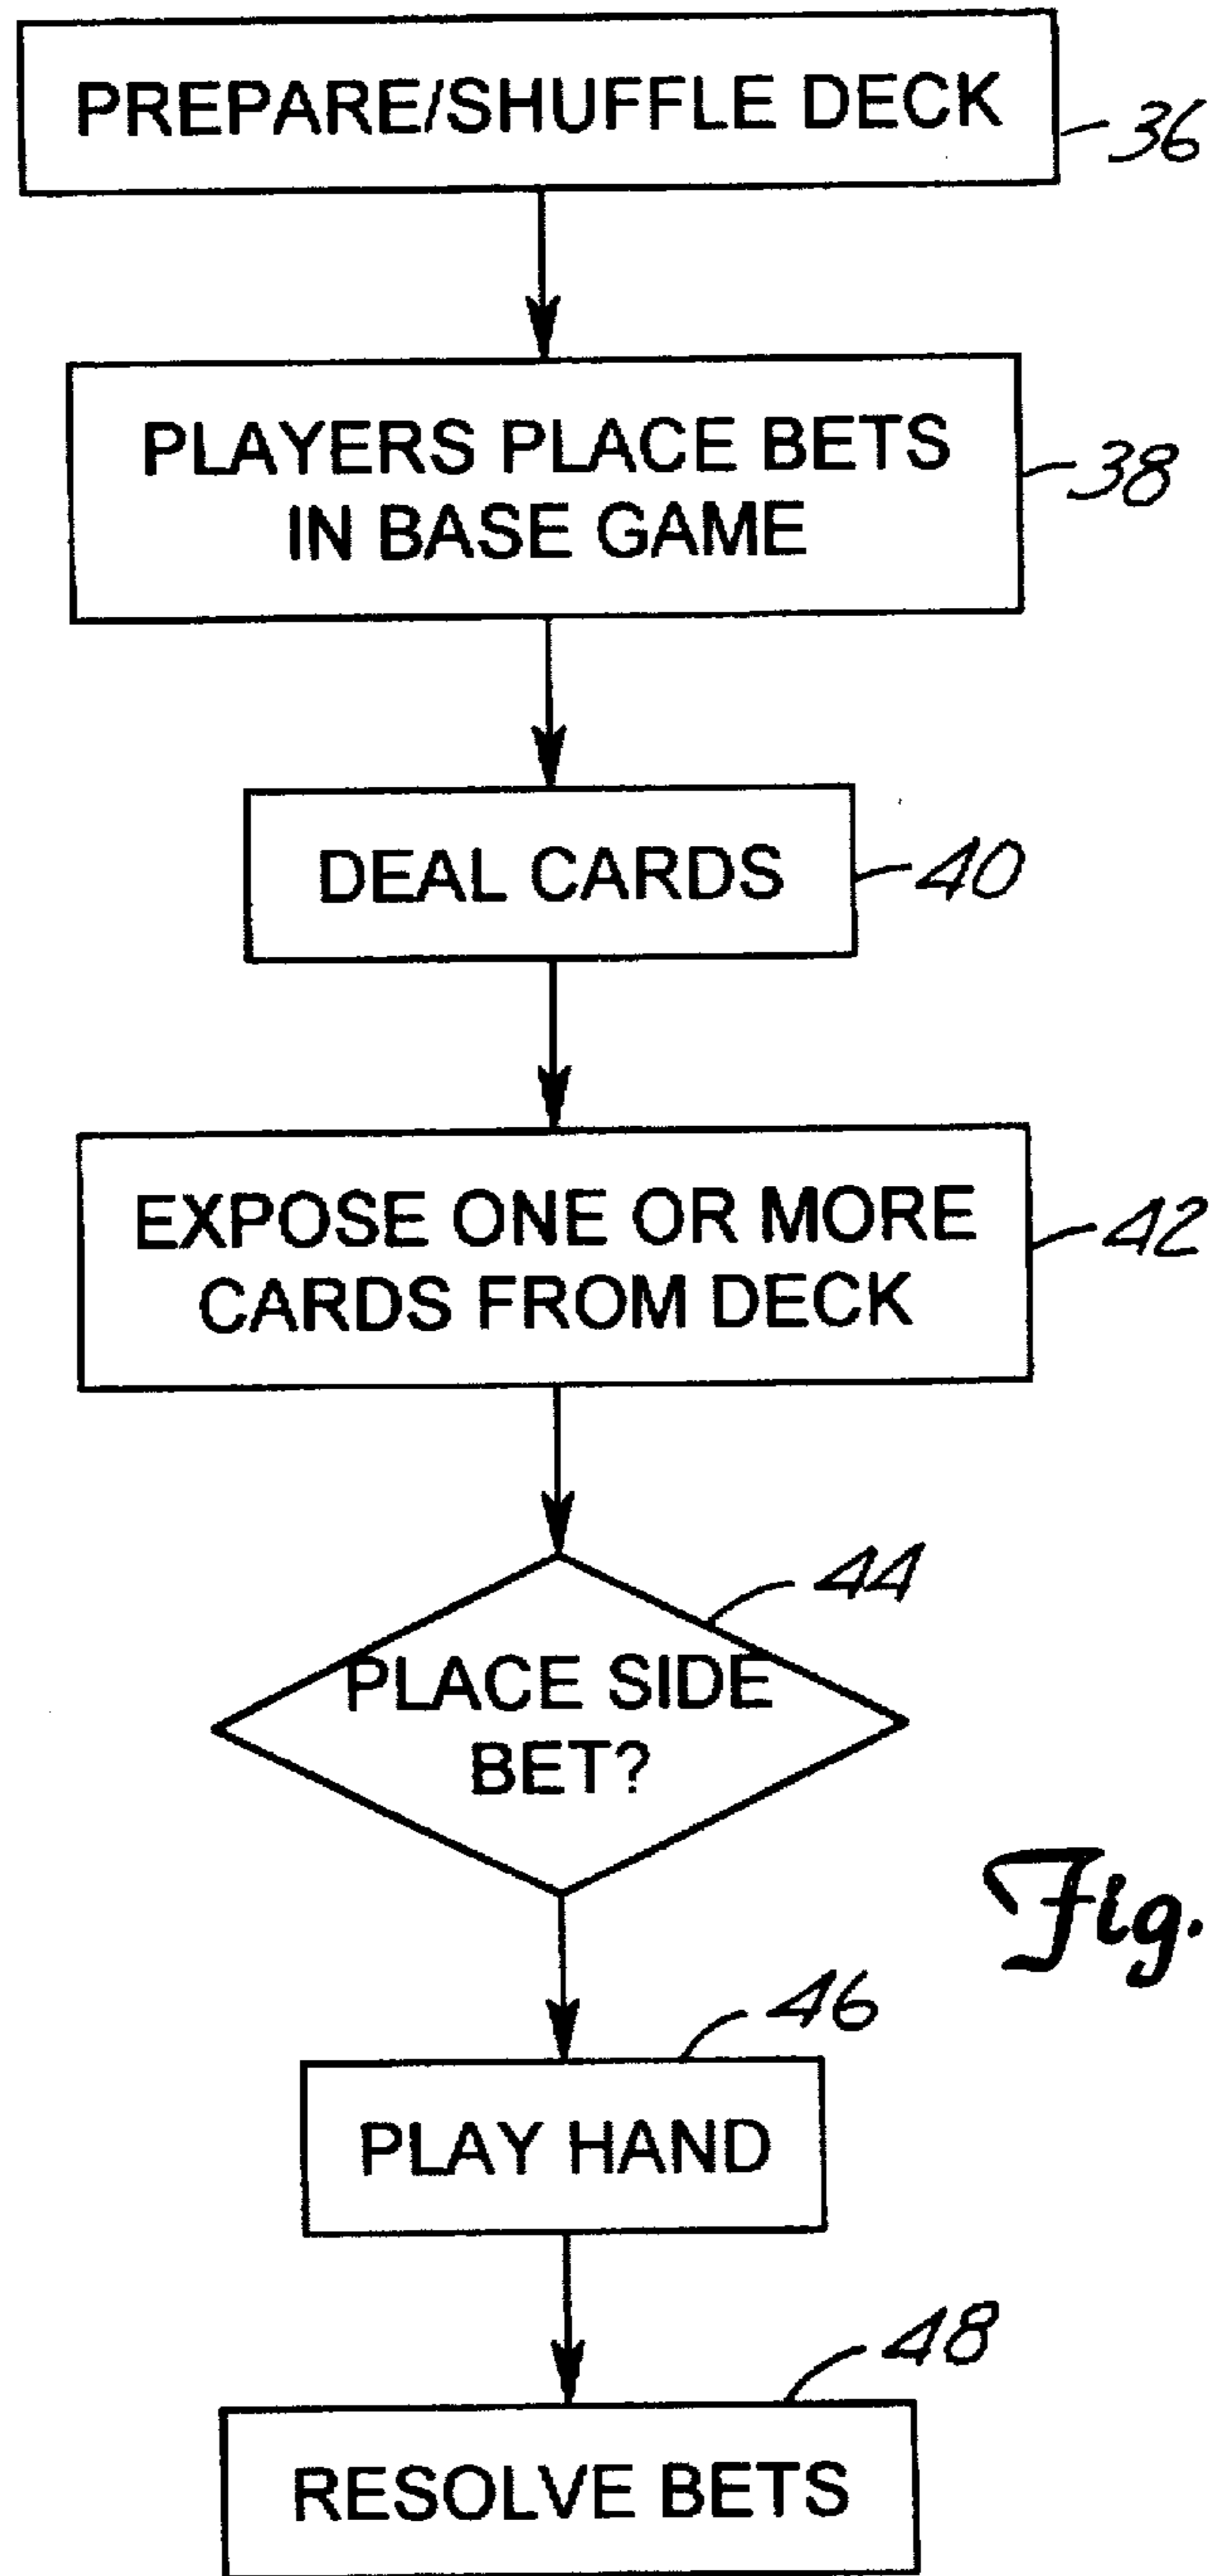 PREPARE/SHUFFLE DECK
36
PLAYERS PLACE BETS
IN BASE GAME
38
DEAL CARDS
40
EXPOSE ONE OR MORE
CARDS FROM DECK
42
44
PLACE SIDE
BET?
Fig.
46
PLAY HAND
48
RESOLVE BETS